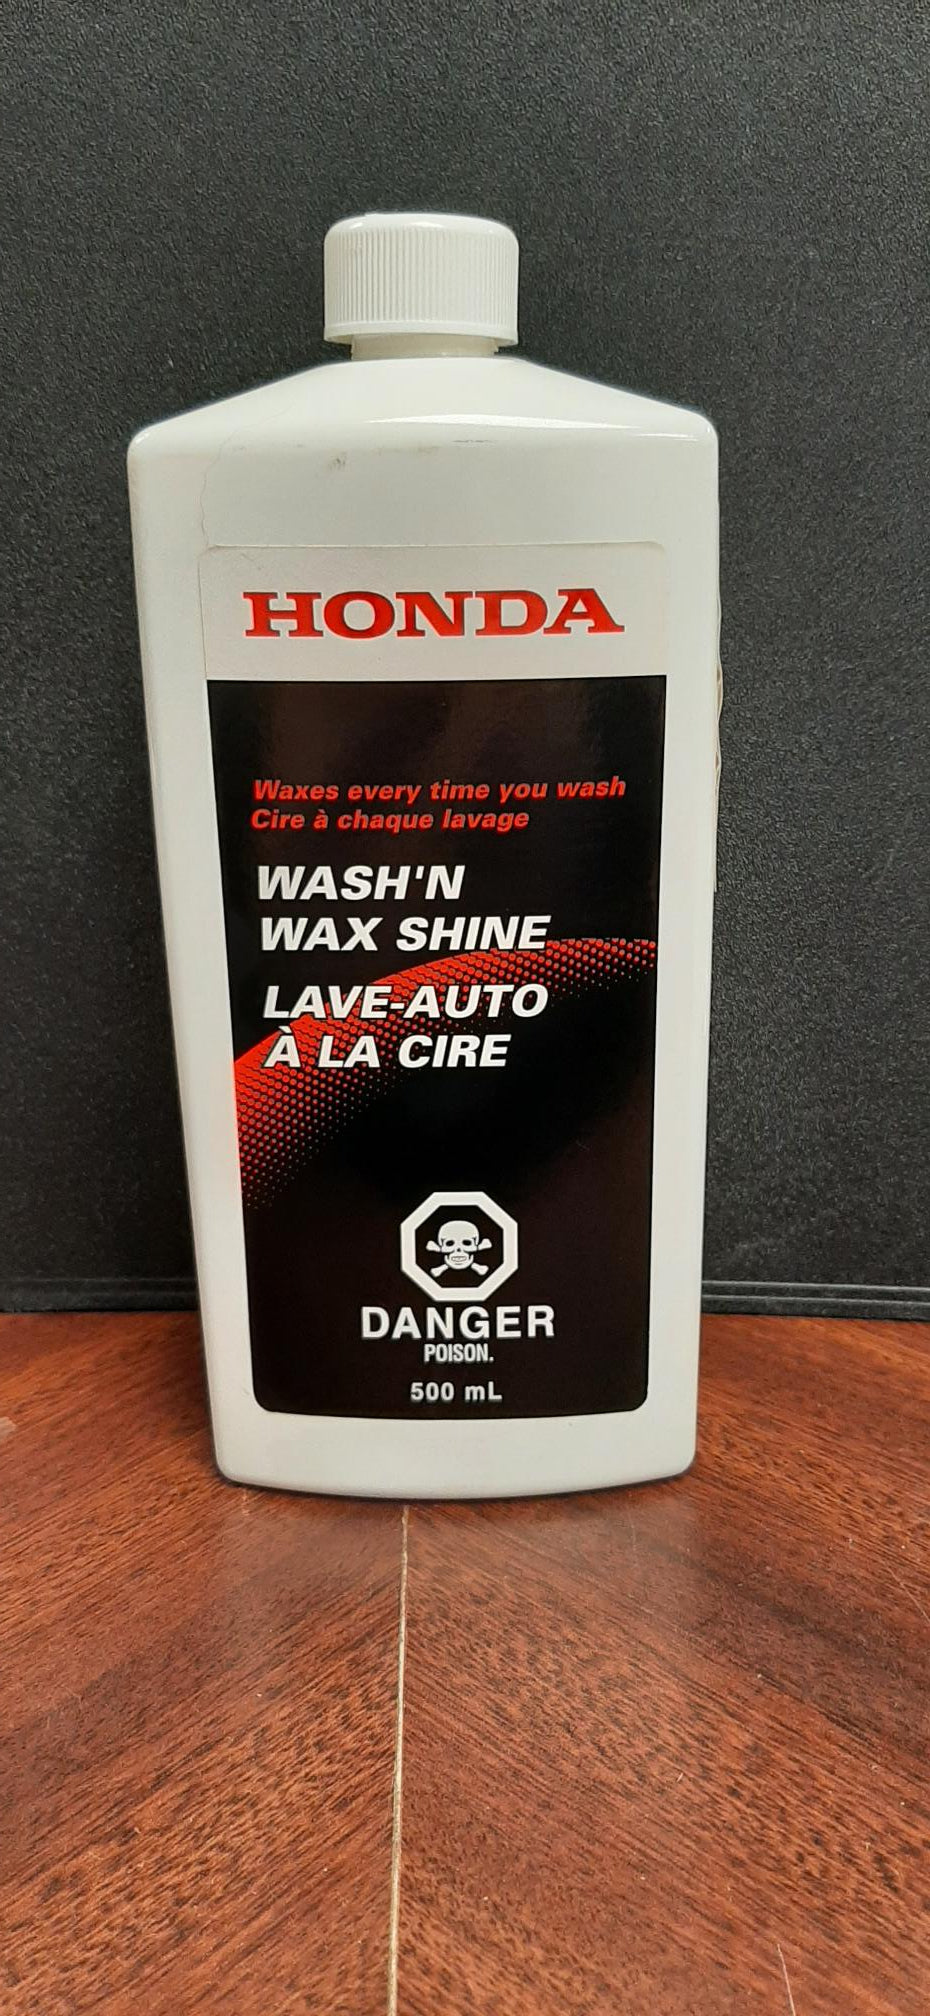 HONDA
Waxes every time you wash
Cire à chaque lavage
WASH'N
WAX SHINE
LAVE-AUTO
À LA CIRE
DANGER
POISON.
500 mL